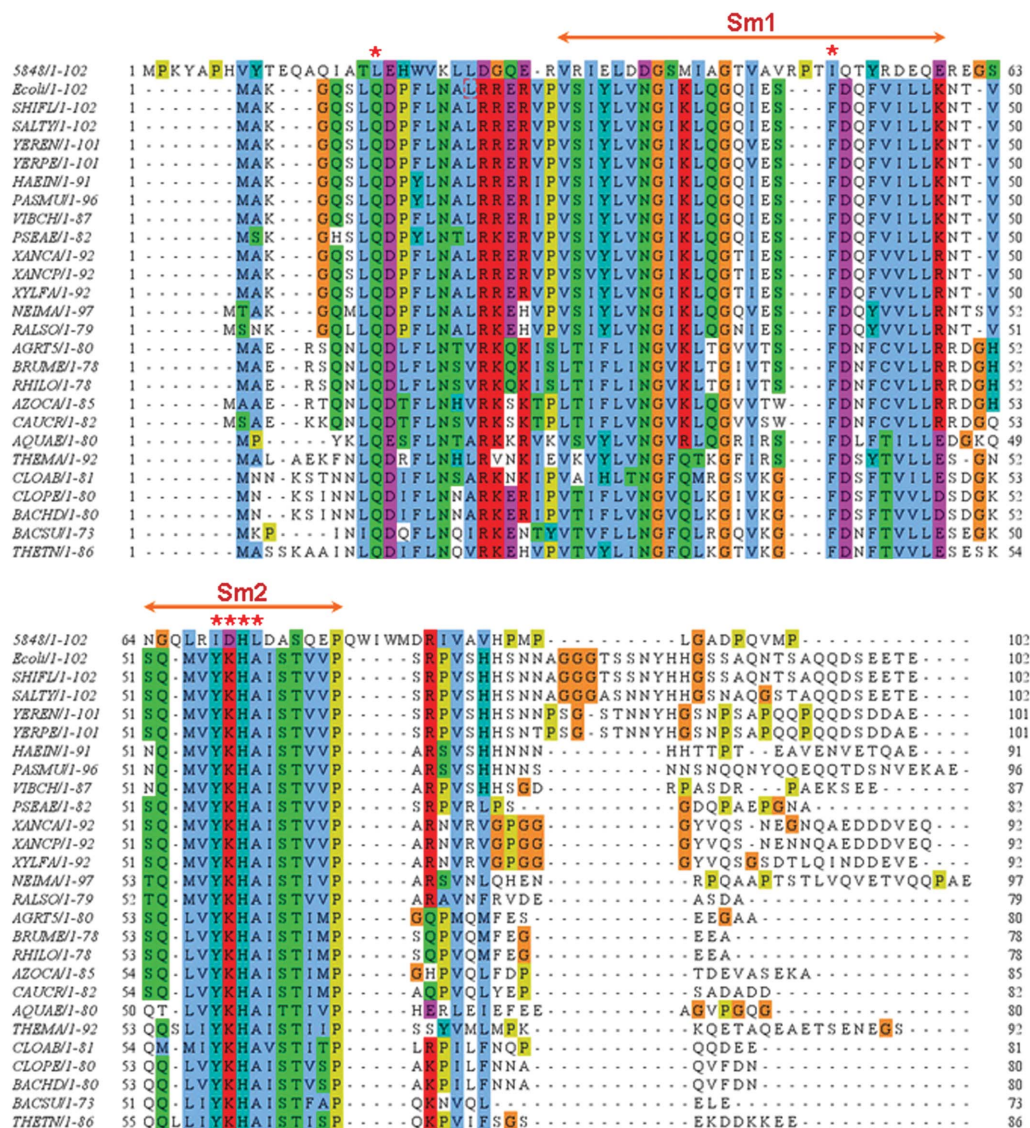 Sm1
* *
5848/1-102 1 MPKYAPHVYTEQAQIATLEHWVKLLDGQE-RVRIELDDGSMIAGTVAVRPTIQTYRDEQEREGS 63
Ecoli/1-102 1 -------MAK---GQSLQDPFLNALRRERVPVSIYLVNGIKLQGQIES---FDQFVILLKNT-V 50
SHIFL/1-102 1 -------MAK---GQSLQDPFLNALRRERVPVSIYLVNGIKLQGQIES---FDQFVILLKNT-V 50
SALTY/1-102 1 -------MAK---GQSLQDPFLNALRRERVPVSIYLVNGIKLQGQIES---FDQFVILLKNT-V 50
YEREN/1-101 1 -------MAK---GQSLQDPFLNALRRERVPVSIYLVNGIKLQGQIES---FDQFVILLKNT-V 50
YERPE/1-101 1 -------MAK---GQSLQDPFLNALRRERVPVSIYLVNGIKLQGQIES---FDQFVILLKNT-V 50
HAEIN/1-91 1 -------MAK---GQSLQDPYLNALRRERIPVSIYLVNGIKLQGQIES---FDQFVILLKNT-V 50
PASMU/1-96 1 -------MAK---GQSLQDPYLNALRRERIPVSIYLVNGIKLQGQIES---FDQFVILLKNT-V 50
VIBCH/1-87 1 -------MAK---GQSLQDPFLNALRRERIPVSIYLVNGIKLQGQIES---FDQFVILLKNT-V 50
PSEAE/1-82 1 -------MSK---GHSLQDPYLNTLRKERVPVSIYLVNGIKLQGQIES---FDQFVILLKNT-V 50
XANCA/1-92 1 -------MAK---GQSLQDPFLNALRRERVPVSVYLVNGIKLQGTIES---FDQFVVLLRNT-V 50
XANCP/1-92 1 -------MAK---GQSLQDPFLNALRRERVPVSVYLVNGIKLQGTIES---FDQFVVLLRNT-V 50
XYLFA/1-92 1 -------MAK---GQSLQDPFLNALRRERVPVSIYLVNGIKLQGTIES---FDQFVVLLRNT-V 50
NEIMA/1-97 1 ------MTAK---GQMLQDPFLNALRKEHVPVSIYLVNGIKLQGQVES---FDQYVVLLRNTSV 52
RALSO/1-79 1 ------MSNK---GQLLQDPFLNALRKEHVPVSIYLVNGIKLQGNIES---FDQYVVLLRNT-V 51
AGRT5/1-80 1 -------MAE--RSQNLQDLFLNTVRKQKISLTIFLINGVKLTGVVTS---FDNFCVLLRRDGH 52
BRUME/1-78 1 -------MAE--RSQNLQDLFLNSVRKQKISLTIFLINGVKLTGIVTS---FDNFCVLLRRDGH 52
RHILO/1-78 1 -------MAE--RSQNLQDLFLNSVRKQKISLTIFLINGVKLTGIVTS---FDNFCVLLRRDGH 52
AZOCA/1-85 1 ------MAAE--RTQNLQDTFLNHVRKSKTPLTIFLVNGVKLQGVVTW---FDNFCVLLRRDGH 53
CAUCR/1-82 1 ------MSAE--KKQNLQDTFLNSVRKSKTPLTIFLVNGVKLQGVVSW---FDNFCVLLRRDGQ 53
AQUAE/1-80 1 -------MP----YKLQESFLNTARKKRVKVSVYLVNGVRLQGRIRS---FDLFTILLEDGKQ 49
THEMA/1-92 1 -------MAL-AEKFNLQDRFLNHLRVNKIEVKVYLVNGFQTKGFIRS---FDSYTVLLES-GN 52
CLOAB/1-81 1 -------MN--KSTNNLQDIFLNSARKNKIPVAIHLTNGFQMRGSVKG---FDSFTVILESDGK 53
CLOPE/1-80 1 -------MN--KSINNLQDIFLNNARKERIPVTIFLVNGVQLKGIVKG---FDSFTVVLDSDGK 52
BACHD/1-80 1 -------MN--KSINNLQDIFLNNARKERIPVTIFLVNGVQLKGIVKG---FDSFTVVLDSDGK 52
BACSU/1-73 1 -------MKP----INIQDQFLNQIRKENTYVTVFLLNGFQLRGQVKG---FDNFTVLLESEGK 50
THETN/1-86 1 -------MASSKAAINLQDIFLNQVRKEHVPVTVYLINGFQLKGQVKG---FDNFTVVLESESK 54
Sm2
****
5848/1-102 64 NGQLRIDHLDASQEPQWIWMDRIVAVHPMP---------LGADPQVMP------------ 102
Ecoli/1-102 51 SQ-MVYKHAISTVVP-----SRPVSHHSNNAGGGTSSNYHHGSSAQNTSAQQDSEETE--- 102
SHIFL/1-102 51 SQ-MVYKHAISTVVP-----SRPVSHHSNNAGGGTSSNYHHGSSAQNTSAQQDSEETE--- 102
SALTY/1-102 51 SQ-MVYKHAISTVVP-----SRPVSHHSNNAGGGASSNYHHGSNAQGSTAQQDSEETE--- 102
YEREN/1-101 51 SQ-MVYKHAISTVVP-----SRPVSHHSNNPSG-STNNYHGSNPSAPQQPQQDSDDAE--- 101
YERPE/1-101 51 SQ-MVYKHAISTVVP-----SRPVSHHSNTPSG-STNNYHGSNPSAPQQPQQDSDDAE--- 101
HAEIN/1-91 51 NQ-MVYKHAISTVVP-----ARSVSHHNNN---------HHTTPT--EAVENVETQAE--- 91
PASMU/1-96 51 NQ-MVYKHAISTVVP-----ARSVSHHNNS--------NNSNQQNYQQEQQTDSNVEKAE- 96
VIBCH/1-87 51 NQ-MVYKHAISTVVP-----ARPVSHHSGD--------RPASDR--PAEKSEE------- 87
PSEAE/1-82 51 SQ-MVYKHAISTVVP-----SRPVRLPS-----------GDQPAEPGNA----------- 82
XANCA/1-92 51 SQ-MVYKHAISTVVP-----ARNVRVGPGG---------GYVQS-NEGNQAEDDDVEQ--- 92
XANCP/1-92 51 SQ-MVYKHAISTVVP-----ARNVRVGPGG---------GYVQS-NENNQAEDDDVEQ--- 92
XYLFA/1-92 51 SQ-MVYKHAISTVVP-----ARNVRVGPGG---------GYVQSGSDTLQINDDEVE---- 92
NEIMA/1-97 53 TQ-MVYKHAISTIVP-----ARSVNLQHEN---------RPQAAPTSTLVQVETVQQPAE 97
RALSO/1-79 52 TQ-MVYKHAISTVVP-----ARAVNFRVDE---------ASDA---------------- 79
AGRT5/1-80 53 SQ-LVYKHAISTIMP-----GQPMQMFES----------EEGAA--------------- 80
BRUME/1-78 53 SQ-LVYKHAISTIMP-----SQPVQMFEG----------EEA----------------- 78
RHILO/1-78 53 SQ-LVYKHAISTIMP-----SQPVQMFEG----------EEA----------------- 78
AZOCA/1-85 54 SQ-LVYKHAISTIMP-----GHPVQLFDP----------TDEVASEKA----------- 85
CAUCR/1-82 54 SQ-LVYKHAISTIMP-----AQPVQLYEP----------SADADD-------------- 82
AQUAE/1-80 50 QT-LVYKHAITTIVP-----HERLEIEFEE---------AGVPGQG------------- 80
THEMA/1-92 53 QQSLIYKHAISTIIP-----SSYVMLMPK----------KQETAQEAETSENEGS---- 92
CLOAB/1-81 54 QM-MIYKHAVSTITP-----LRPILFNQP----------QQDEE--------------- 81
CLOPE/1-80 53 QQ-LVYKHAISTVSP-----AKPILFNNA----------QVFDN--------------- 80
BACHD/1-80 53 QQ-LVYKHAISTVSP-----AKPILFNNA----------QVFDN--------------- 80
BACSU/1-73 51 QQ-LIYKHAISTFAP-----QKNVQL-------------ELE----------------- 73
THETN/1-86 55 QQLLIYKHAISTISP-----QKPVIFSGS----------EKDDKKEE------------ 86